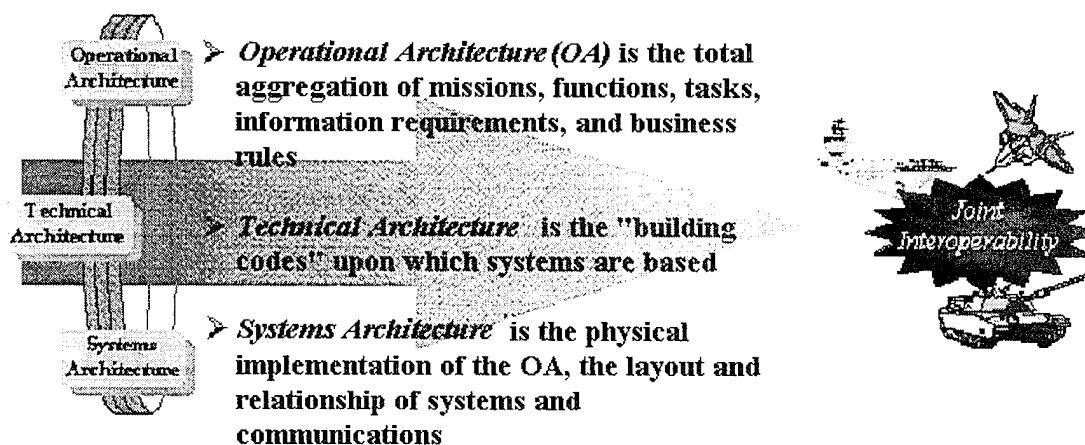 Operational
Architecture
➢ Operational Architecture (OA) is the total
aggregation of missions, functions, tasks,
information requirements, and business
rules
Technical
Architecture
➢ Technical Architecture is the "building
codes" upon which systems are based
Systems
Architecture
➢ Systems Architecture is the physical
implementation of the OA, the layout and
relationship of systems and
communications
Joint
Interoperability